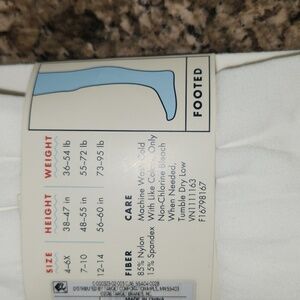 FOOTED
SIZE HEIGHT WEIGHT
4-6X 38-47 in 36-54 lb
7-10 48-55 in 55-72 lb
12-14 56-60 in 73-95 lb
FIBER
85% Nylon
15% Spandex
CARE
Machine Wash Cold
With Like Colors, Only
Non-Chlorine Bleach
When Needed,
Tumble Dry Low
VN1111163
F16798167